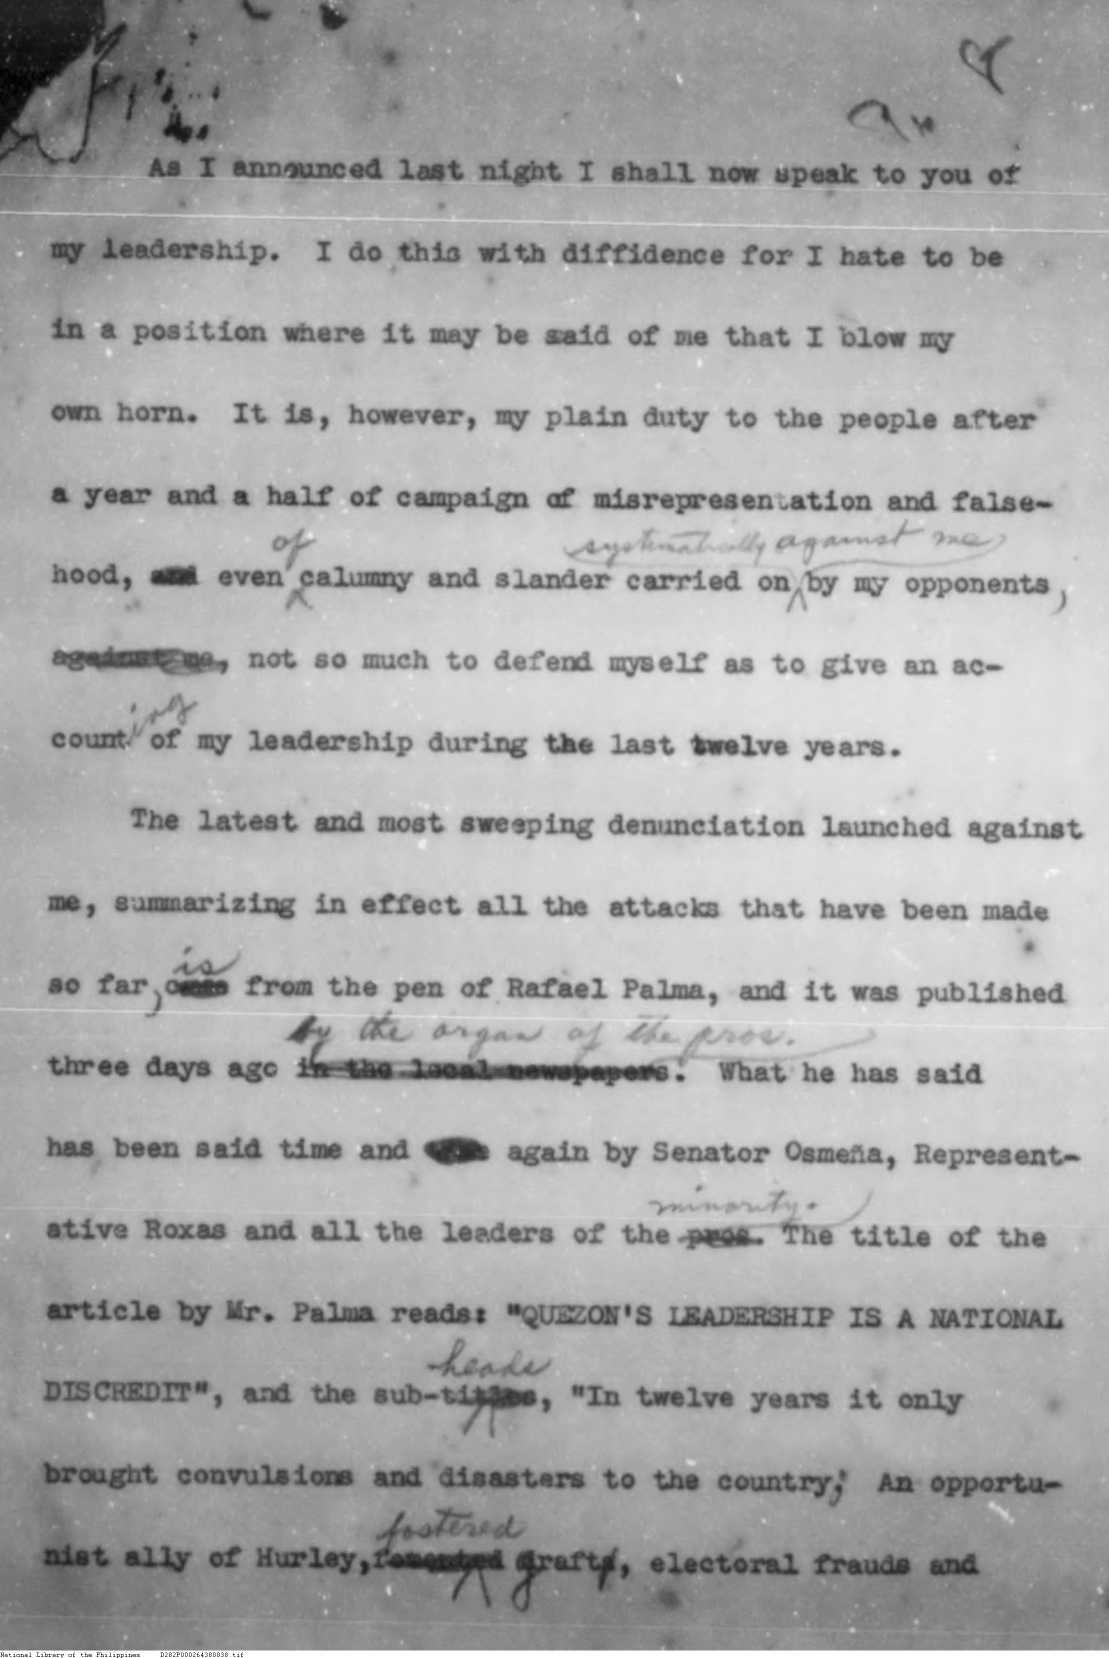 As I announced last night I shall now speak to you of
my leadership. I do this with diffidence for I hate to be
in a position where it may be said of me that I blow my
own horn. It is, however, my plain duty to the people after
a year and a half of campaign of misrepresentation and false-
of systematically against me
hood, and even calumny and slander carried on by my opponents,
against me, not so much to defend myself as to give an ac-
ing
count of my leadership during the last twelve years.
The latest and most sweeping denunciation launched against
me, summarizing in effect all the attacks that have been made
is
so far, from the pen of Rafael Palma, and it was published
by the organ of the pros.
three days ago in the local newspapers. What he has said
has been said time and again by Senator Osmeña, Represent-
minority.
ative Roxas and all the leaders of the pros. The title of the
article by Mr. Palma reads: "QUEZON'S LEADERSHIP IS A NATIONAL
heads
DISCREDIT", and the sub-titles, "In twelve years it only
brought convulsions and disasters to the country; An opportu-
fostered
nist ally of Hurley, fomented graft, electoral frauds and
National Library of the Philippines D282P000264380838.tif